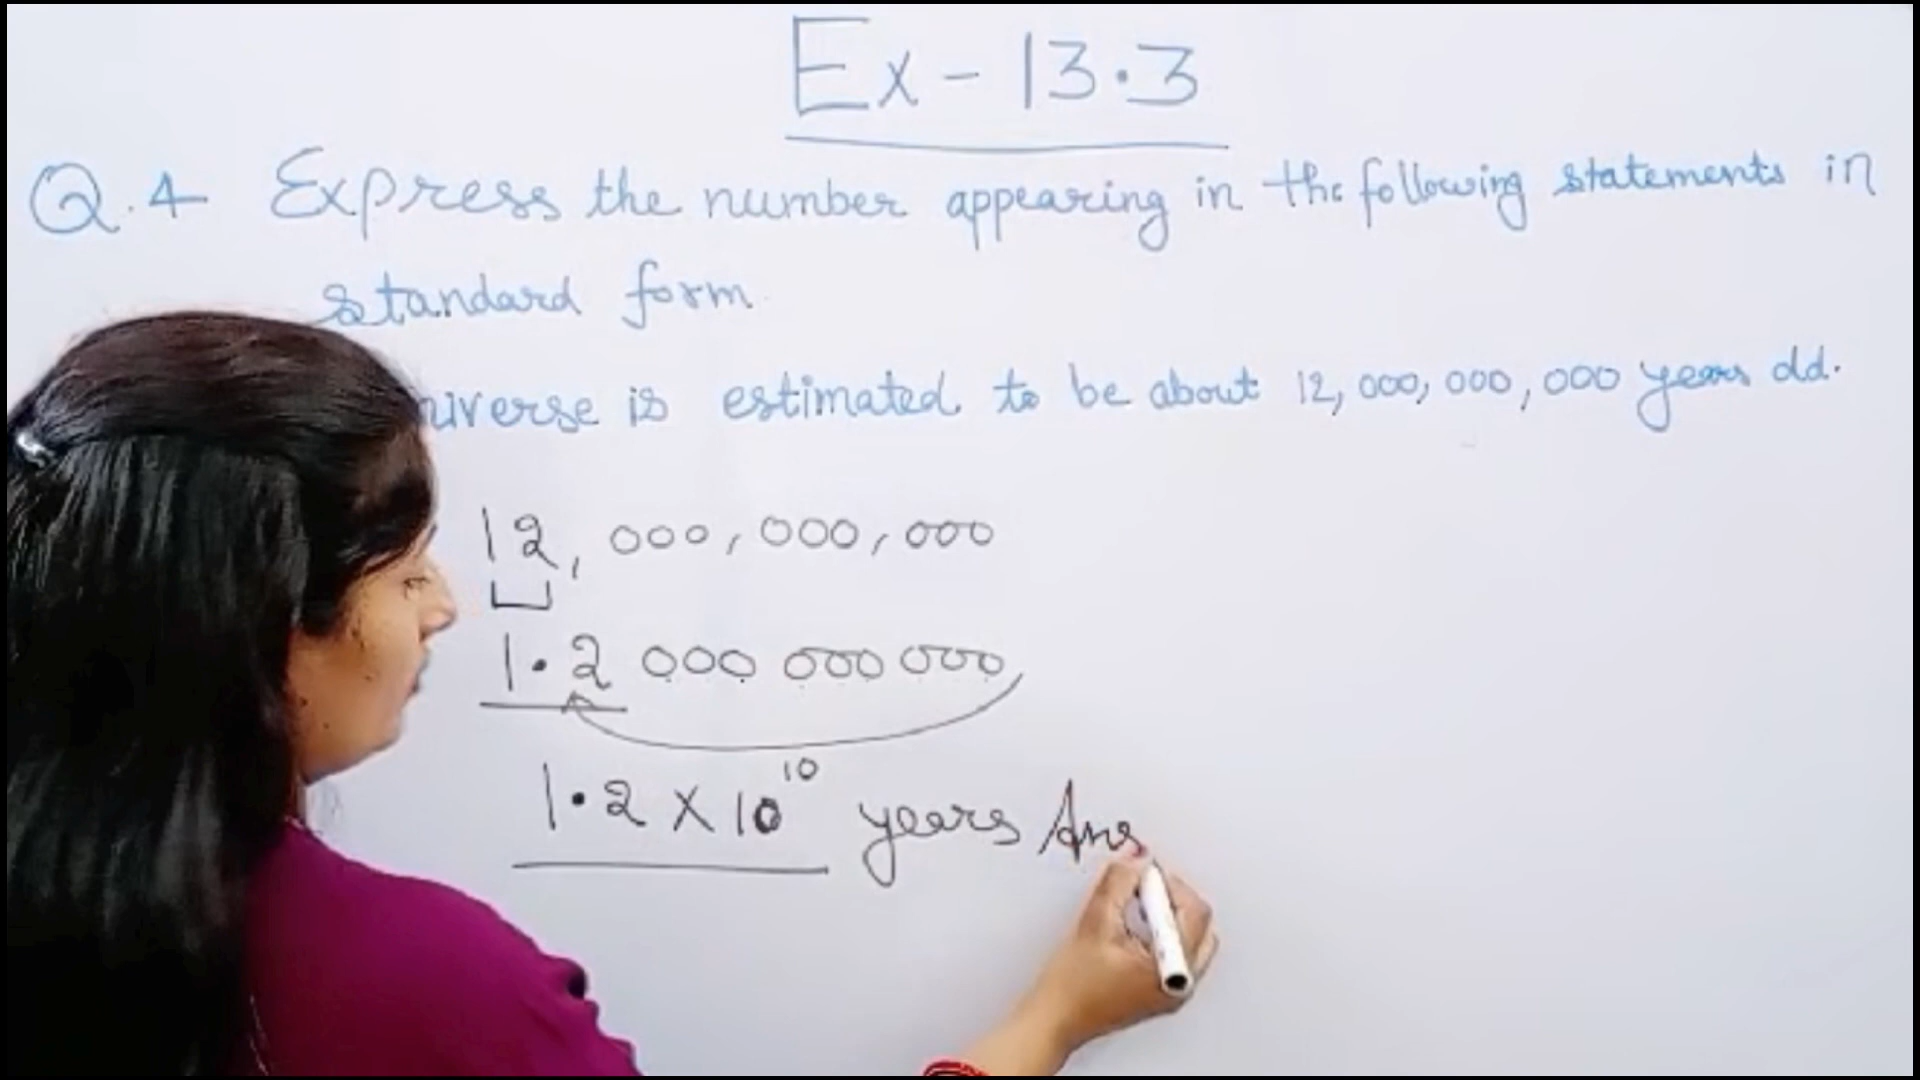 Ex - 13.3
Q.4 Express the number appearing in the following statements in
standard form
niverse is estimated to be about 12,000,000,000 years old.
12,000,000,000
1.2 000 000 000
1.2 X 10¹⁰ years Ans